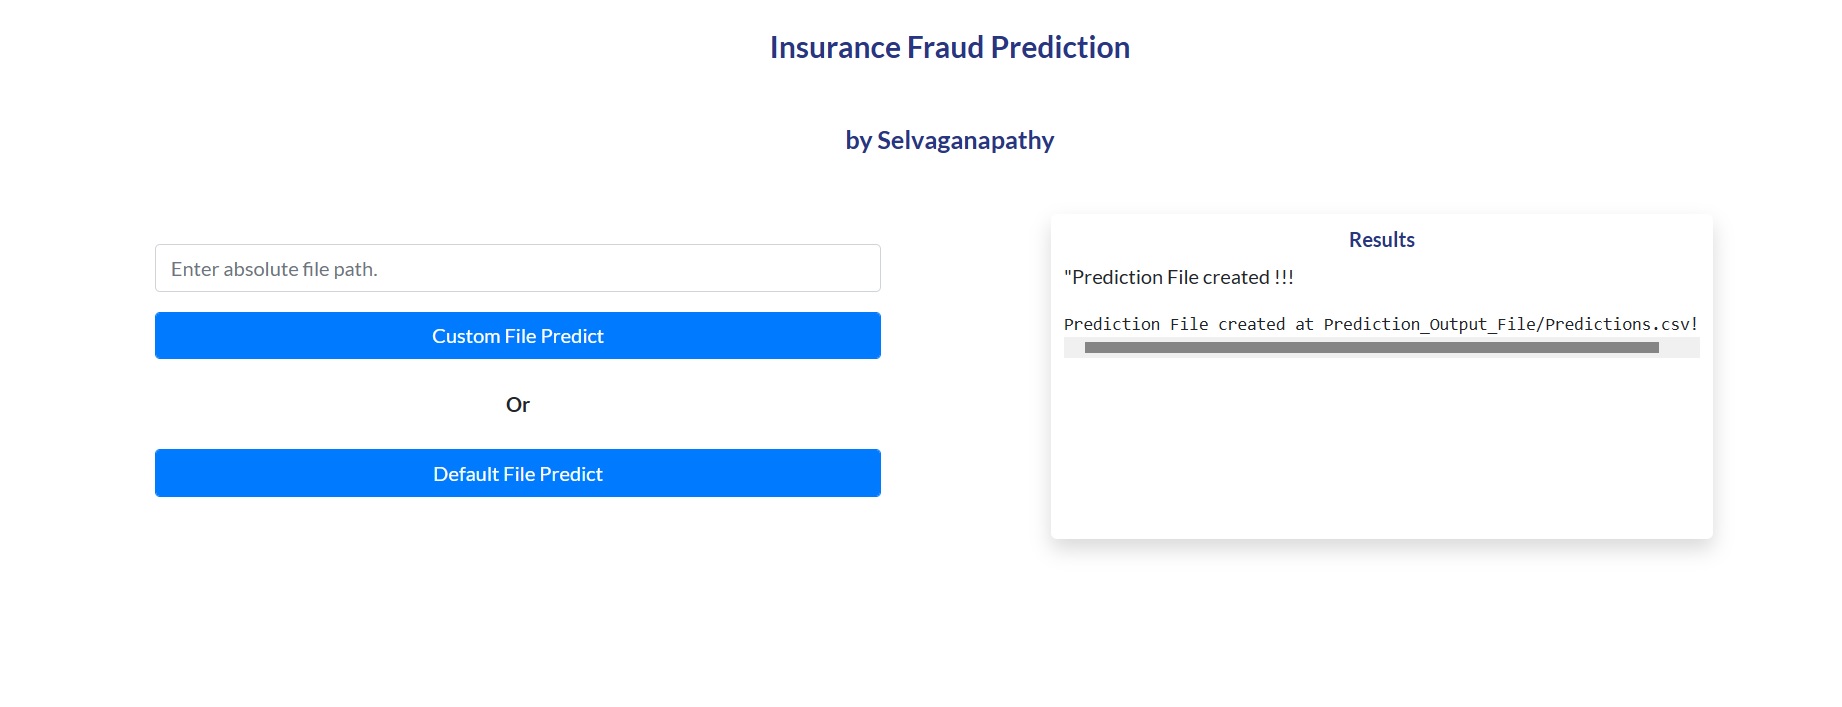 Insurance Fraud Prediction
by Selvaganapathy
Enter absolute file path.
Custom File Predict
Or
Default File Predict
Results
"Prediction File created !!!
Prediction File created at Prediction_Output_File/Predictions.csv!